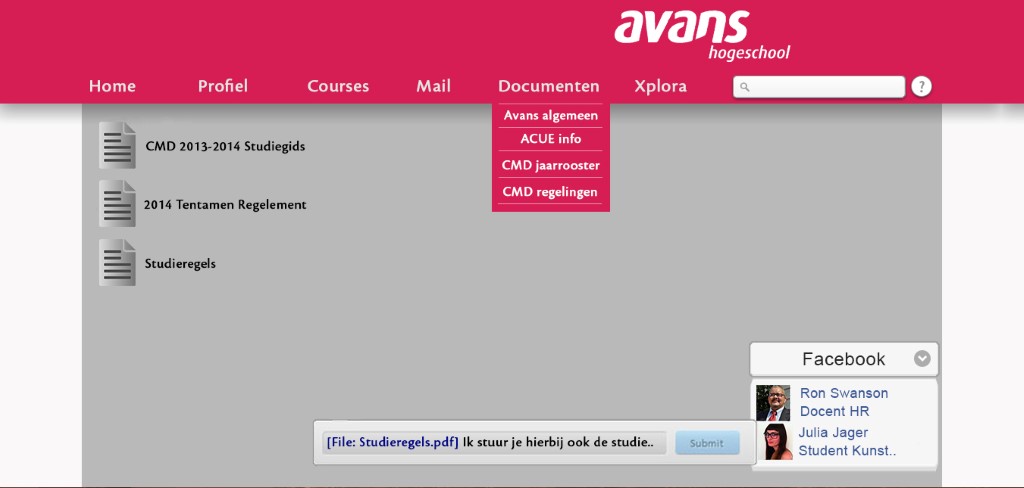 avans
hogeschool
Home Profiel Courses Mail Documenten Xplora ?
Avans algemeen
ACUE info
CMD jaarrooster
CMD regelingen
CMD 2013-2014 Studiegids
2014 Tentamen Regelement
Studieregels
Facebook
Ron Swanson
Docent HR
Julia Jager
Student Kunst..
[File: Studieregels.pdf] Ik stuur je hierbij ook de studie.. Submit